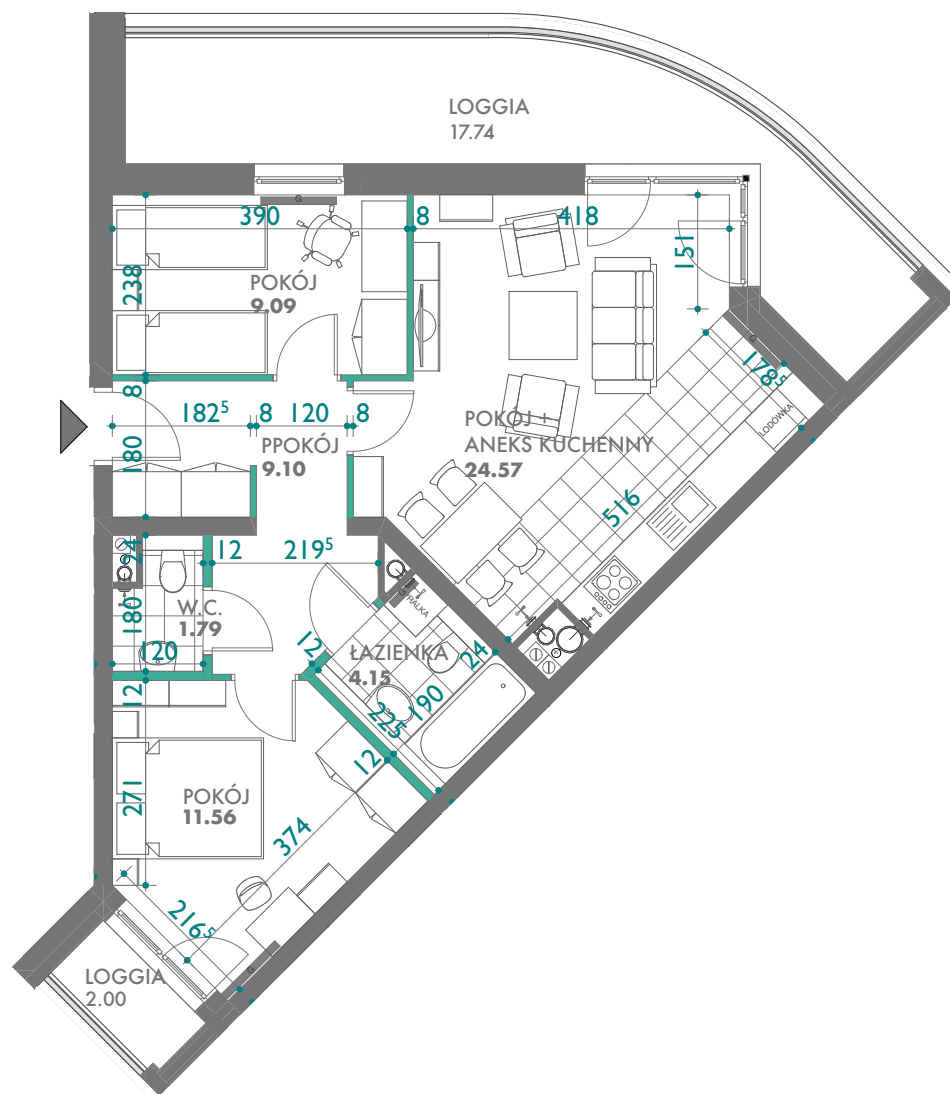 LOGGIA
17.74
G
390
8
418
151
238
POKÓJ
9.09
G
178⁵
8
182⁵
8
120
8
POKÓJ +
ANEKS KUCHENNY
24.57
LODÓWKA
PPOKÓJ
9.10
180
516
24
12
219⁵
G
RALKA
180
W.C.
1.79
120
12
ŁAZIENKA
4.15
24
190
225
12
12
271
POKÓJ
11.56
374
216⁵
G
LOGGIA
2.00